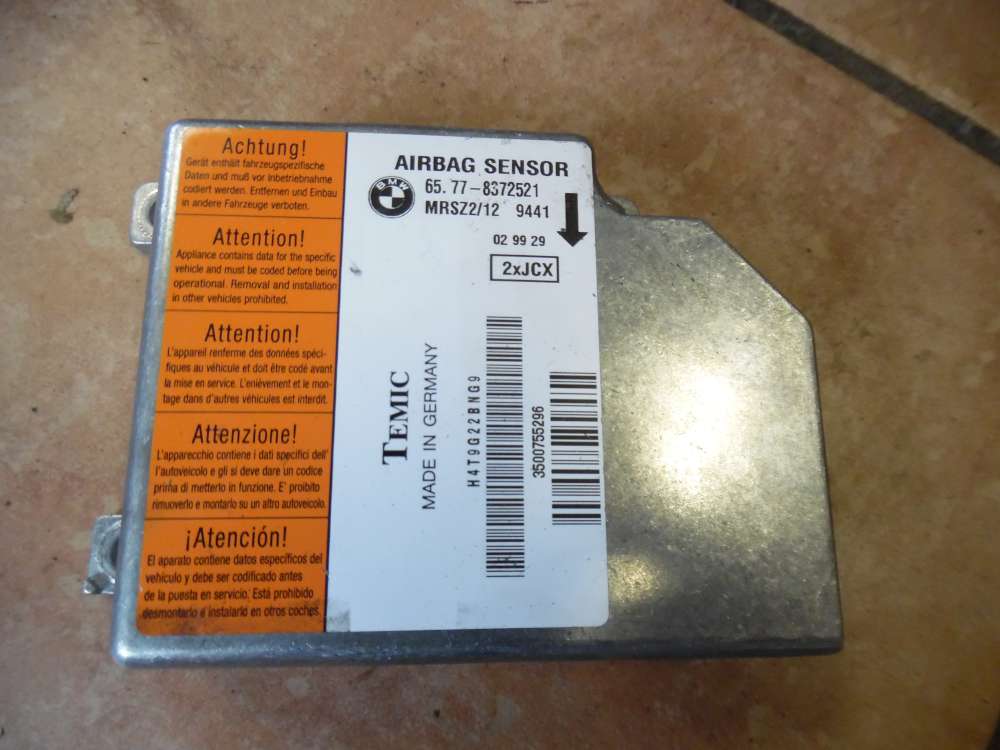 Achtung!
Gerät enthält fahrzeugspezifische
Daten und muß vor Inbetriebnahme
codiert werden. Entfernen und Einbau
in andere Fahrzeuge verboten.
Attention!
Appliance contains data for the specific
vehicle and must be coded before being
operational. Removal and installation
in other vehicles prohibited.
Attention!
L'appareil renferme des données spéci-
fiques au véhicule et doit être codé avant
la mise en service. L'enièvement et le mon-
tage dans d'autres véhicules est interdit.
Attenzione!
L'apparecchio contiene i dati specifici dell'
l'autoveicolo e gli si deve dare un codice
prima di metterlo in funzione. E' proibito
rimuoverlo e montarlo su un altro autoveicolo.
¡Atención!
El aparato contiene datos específicos del
vehículo y debe ser codificado antes
de la puesta en servicio. Está prohibido
desmontarlo e instalarlo en otros coches.
AIRBAG SENSOR
BMW
65. 77-8372521
MRSZ2/12 9441
02 99 29
2xJCX
TEMIC
MADE IN GERMANY
H4T9G22BNG9
3500755296